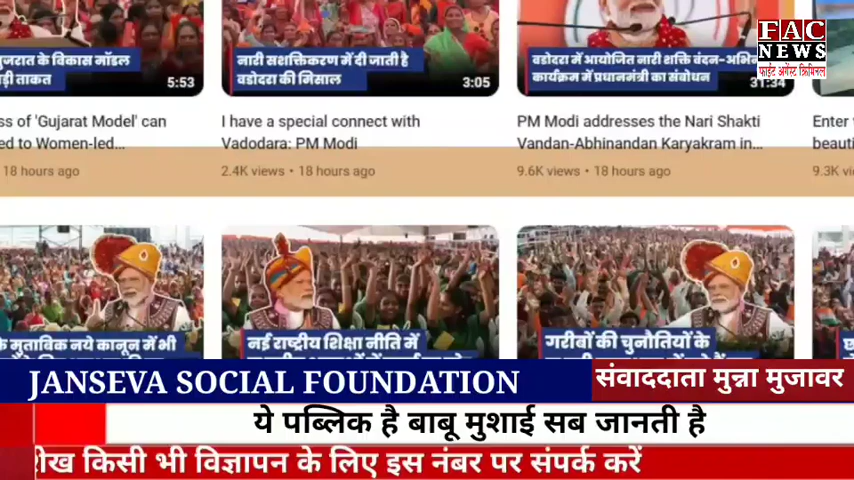 FAC
NEWS
फाईट अगेंस्ट क्रिमिनल
गुजरात के विकास मॉडल
ड़ी ताकत
5:53
नारी सशक्तिकरण में दी जाती है
वडोदरा की मिसाल
3:05
वडोदरा में आयोजित नारी शक्ति वंदन-अभिन
कार्यक्रम में प्रधानमंत्री का संबोधन
31:34
ss of 'Gujarat Model' can
ed to Women-led...
18 hours ago
I have a special connect with
Vadodara: PM Modi
2.4K views • 18 hours ago
PM Modi addresses the Nari Shakti
Vandan-Abhinandan Karyakram in...
9.6K views • 18 hours ago
Enter
beauti
9.3K vi
के मुताबिक नये कानून में भी
नई राष्ट्रीय शिक्षा नीति में
गरीबों की चुनौतियों के
JANSEVA SOCIAL FOUNDATION
संवाददाता मुन्ना मुजावर
ये पब्लिक है बाबू मुशाई सब जानती है
शेख किसी भी विज्ञापन के लिए इस नंबर पर संपर्क करें